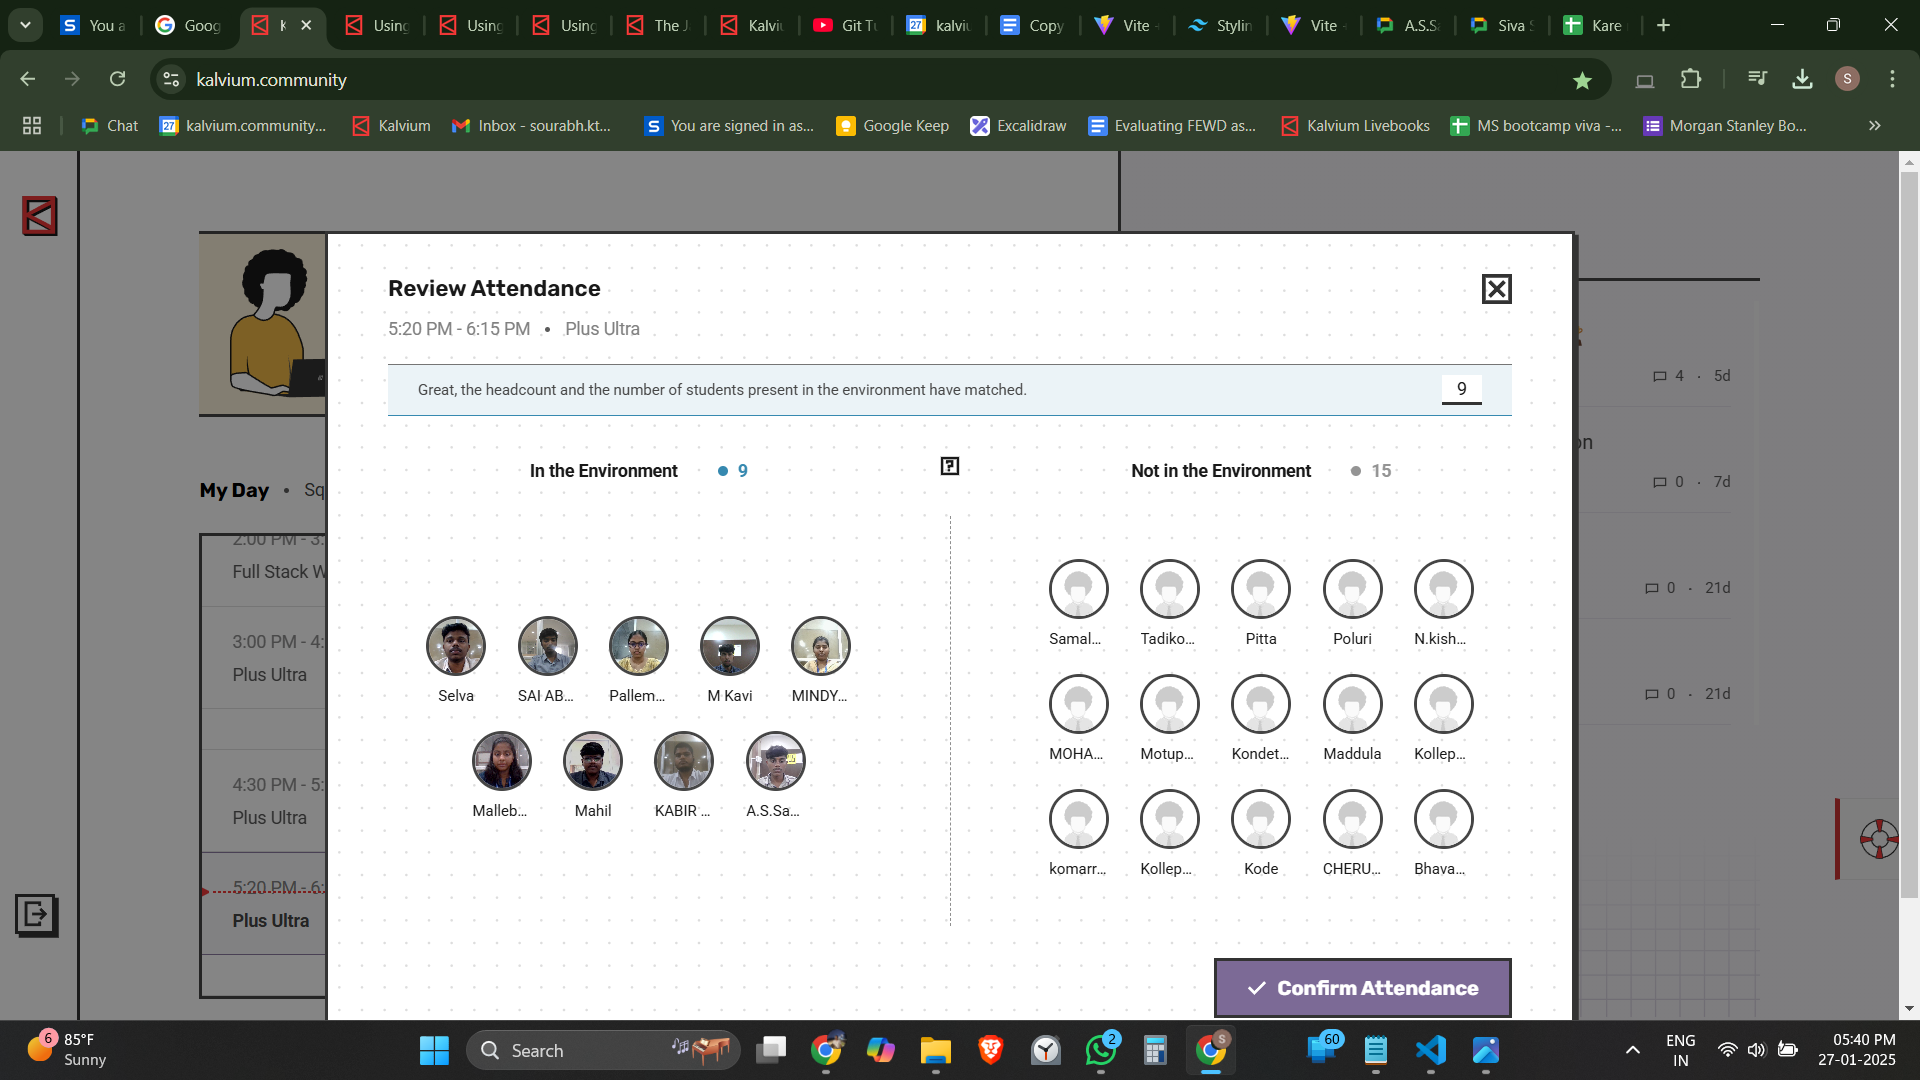 You a
Goog
K
Using
Using
Using
The J
Kalvi
Git Tu
kalvi
Copy
Vite
Stylin
Vite
A.S.Sa
Siva S
Kare
kalvium.community
S
Chat
kalvium.community...
Kalvium
Inbox - sourabh.kt...
You are signed in as...
Google Keep
Excalidraw
Evaluating FEWD as...
Kalvium Livebooks
MS bootcamp viva -...
Morgan Stanley Bo...
»
Review Attendance
5:20 PM - 6:15 PM • Plus Ultra
Great, the headcount and the number of students present in the environment have matched.
9
In the Environment • 9
?
Not in the Environment • 15
Selva
SAI AB...
Pallem...
M Kavi
MINDY...
Malleb...
Mahil
KABIR ...
A.S.Sa...
Samal...
Tadiko...
Pitta
Poluri
N.kish...
MOHA...
Motup...
Kondet...
Maddula
Kollep...
komarr...
Kollep...
Kode
CHERU...
Bhava...
Confirm Attendance
My Day • Sq
2:00 PM - 3:
Full Stack W
3:00 PM - 4:
Plus Ultra
4:30 PM - 5:
Plus Ultra
5:20 PM - 6:
Plus Ultra
4 · 5d
on
0 · 7d
0 · 21d
0 · 21d
6
85°F
Sunny
Search
2
S
60
ENG
IN
05:40 PM
27-01-2025